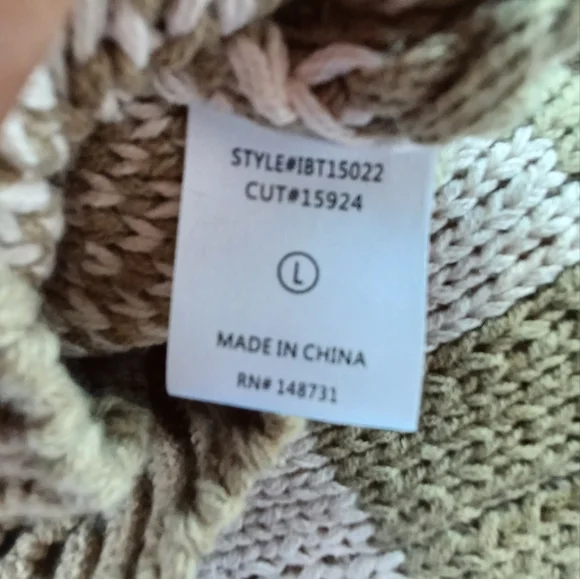 STYLE#IBT15022
CUT#15924
L
MADE IN CHINA
RN# 148731